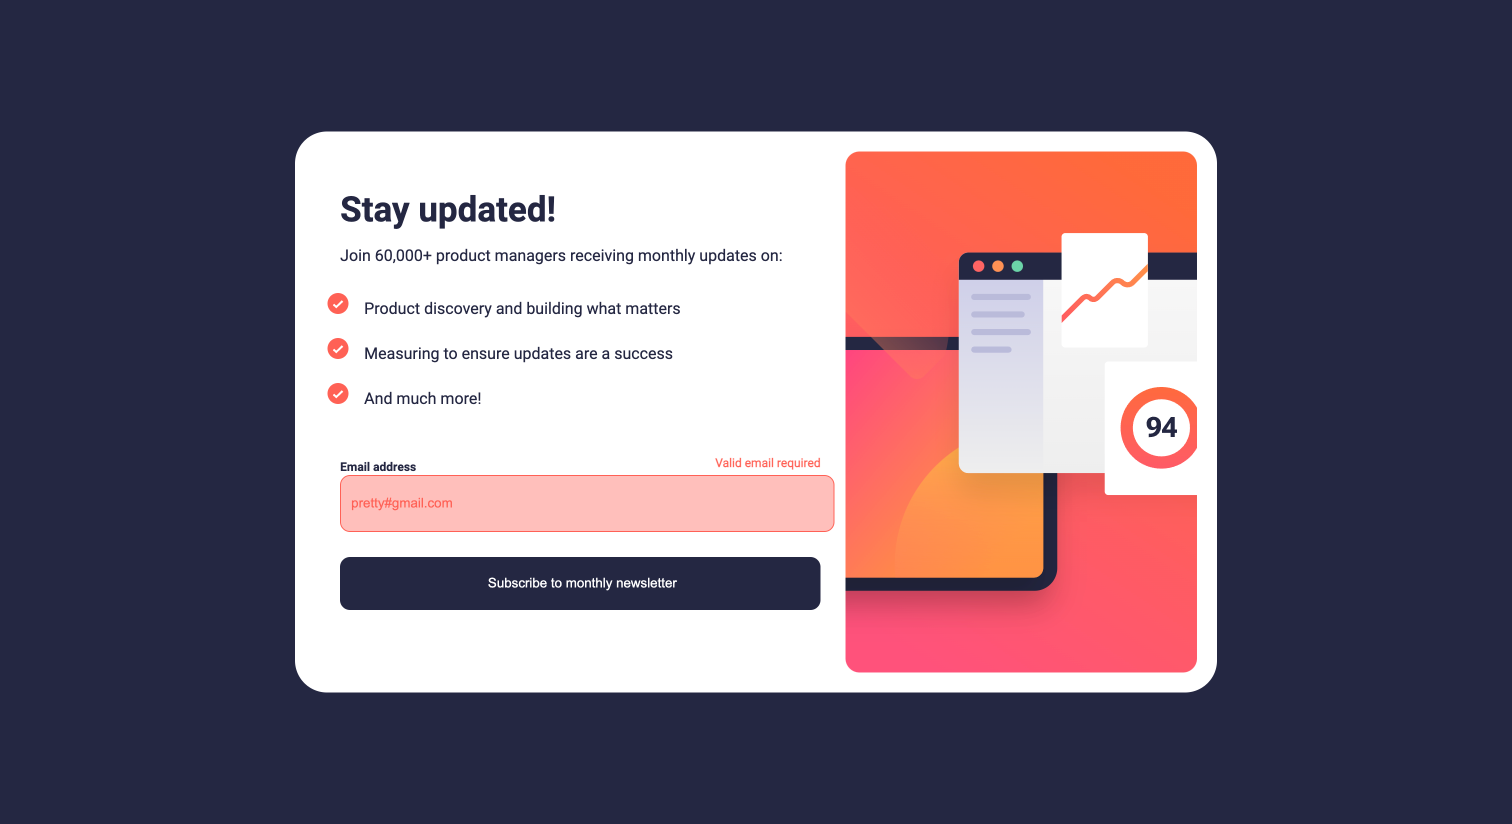 Stay updated!
Join 60,000+ product managers receiving monthly updates on:
Product discovery and building what matters
Measuring to ensure updates are a success
And much more!
Email address
Valid email required
pretty#gmail.com
Subscribe to monthly newsletter
94